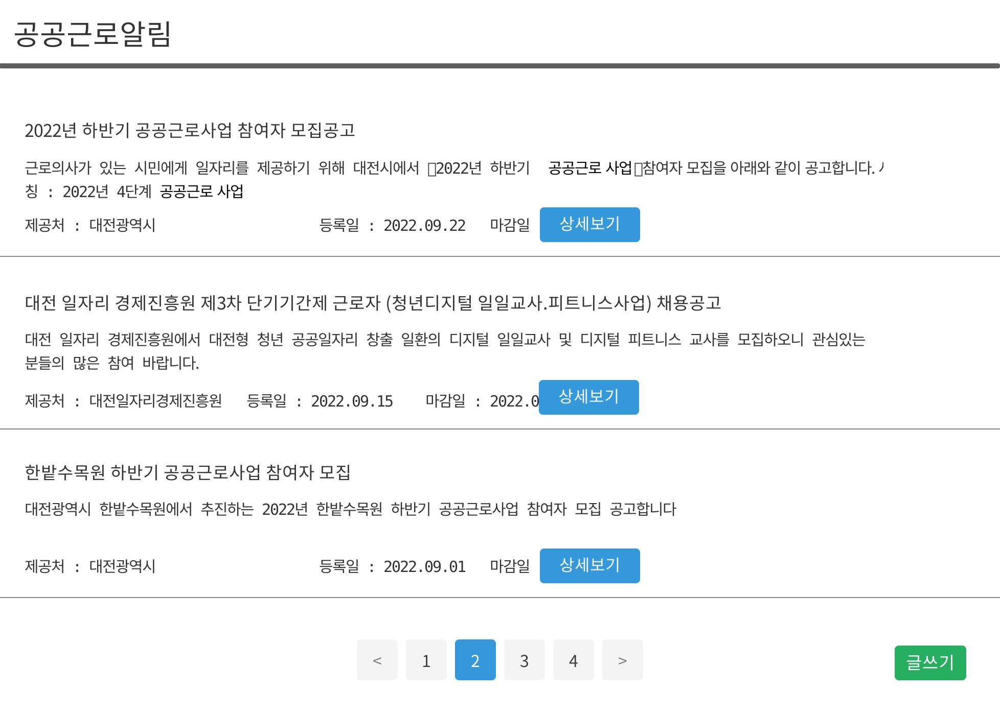 공공근로알림
2022년 하반기 공공근로사업 참여자 모집공고
근로의사가 있는 시민에게 일자리를 제공하기 위해 대전시에서 2022년 하반기 공공근로 사업 참여자 모집을 아래와 같이 공고합니다.
칭 : 2022년 4단계 공공근로 사업
제공처 : 대전광역시 등록일 : 2022.09.22 마감일 상세보기
대전 일자리 경제진흥원 제3차 단기기간제 근로자 (청년디지털 일일교사.피트니스사업) 채용공고
대전 일자리 경제진흥원에서 대전형 청년 공공일자리 창출 일환의 디지털 일일교사 및 디지털 피트니스 교사를 모집하오니 관심있는
분들의 많은 참여 바랍니다.
제공처 : 대전일자리경제진흥원 등록일 : 2022.09.15 마감일 : 2022.0 상세보기
한밭수목원 하반기 공공근로사업 참여자 모집
대전광역시 한밭수목원에서 추진하는 2022년 한밭수목원 하반기 공공근로사업 참여자 모집 공고합니다
제공처 : 대전광역시 등록일 : 2022.09.01 마감일 상세보기
< 1 2 3 4 > 글쓰기